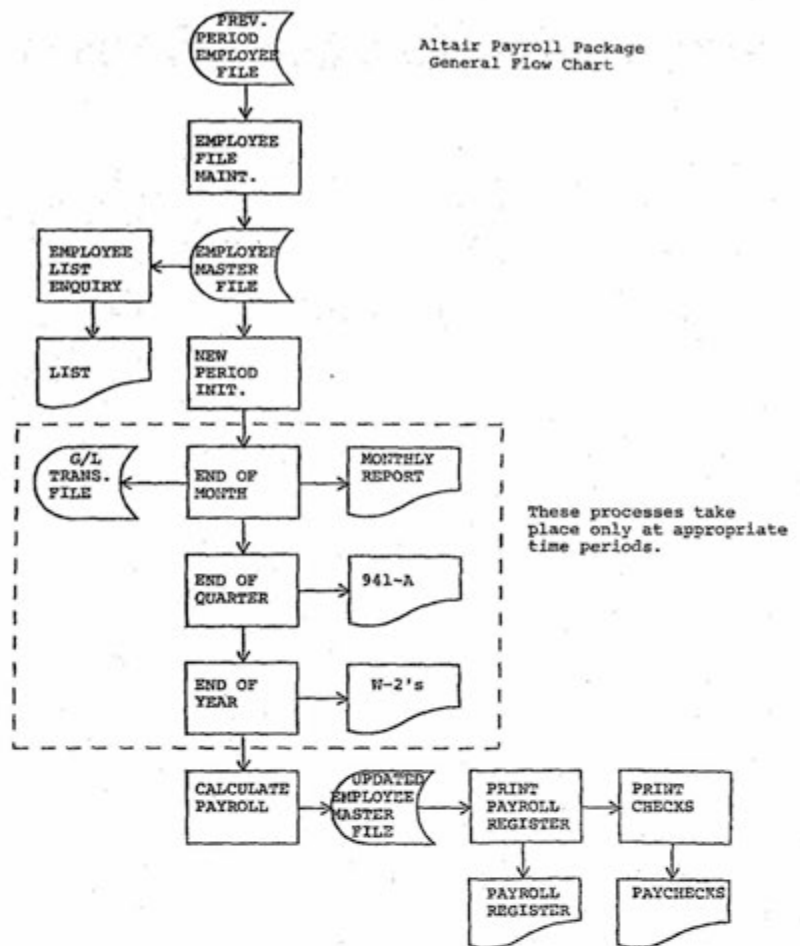 PREV.
PERIOD
EMPLOYEE
FILE
Altair Payroll Package
General Flow Chart
EMPLOYEE
FILE
MAINT.
EMPLOYEE
LIST
ENQUIRY
EMPLOYEE
MASTER
FILE
LIST
NEW
PERIOD
INIT.
G/L
TRANS.
FILE
END OF
MONTH
MONTHLY
REPORT
These processes take
place only at appropriate
time periods.
END OF
QUARTER
941-A
END OF
YEAR
W-2's
CALCULATE
PAYROLL
UPDATED
EMPLOYEE
MASTER
FILE
PRINT
PAYROLL
REGISTER
PRINT
CHECKS
PAYROLL
REGISTER
PAYCHECKS